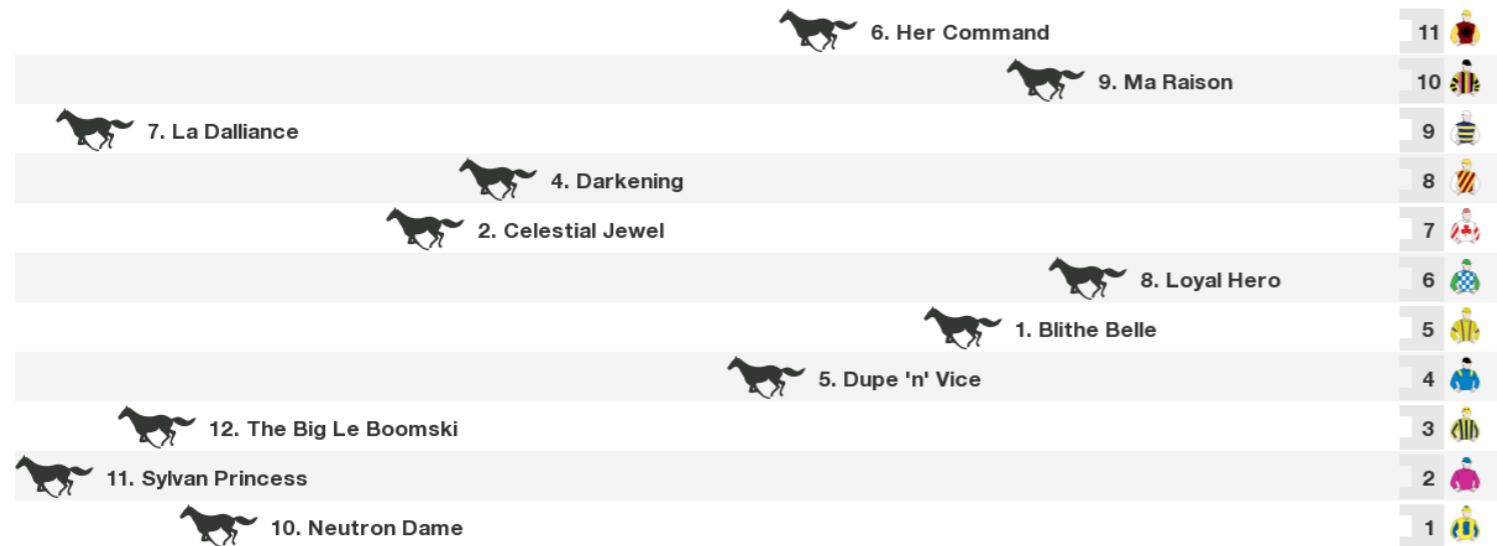 6. Her Command 11
9. Ma Raison 10
7. La Dalliance 9
4. Darkening 8
2. Celestial Jewel 7
8. Loyal Hero 6
1. Blithe Belle 5
5. Dupe 'n' Vice 4
12. The Big Le Boomski 3
11. Sylvan Princess 2
10. Neutron Dame 1